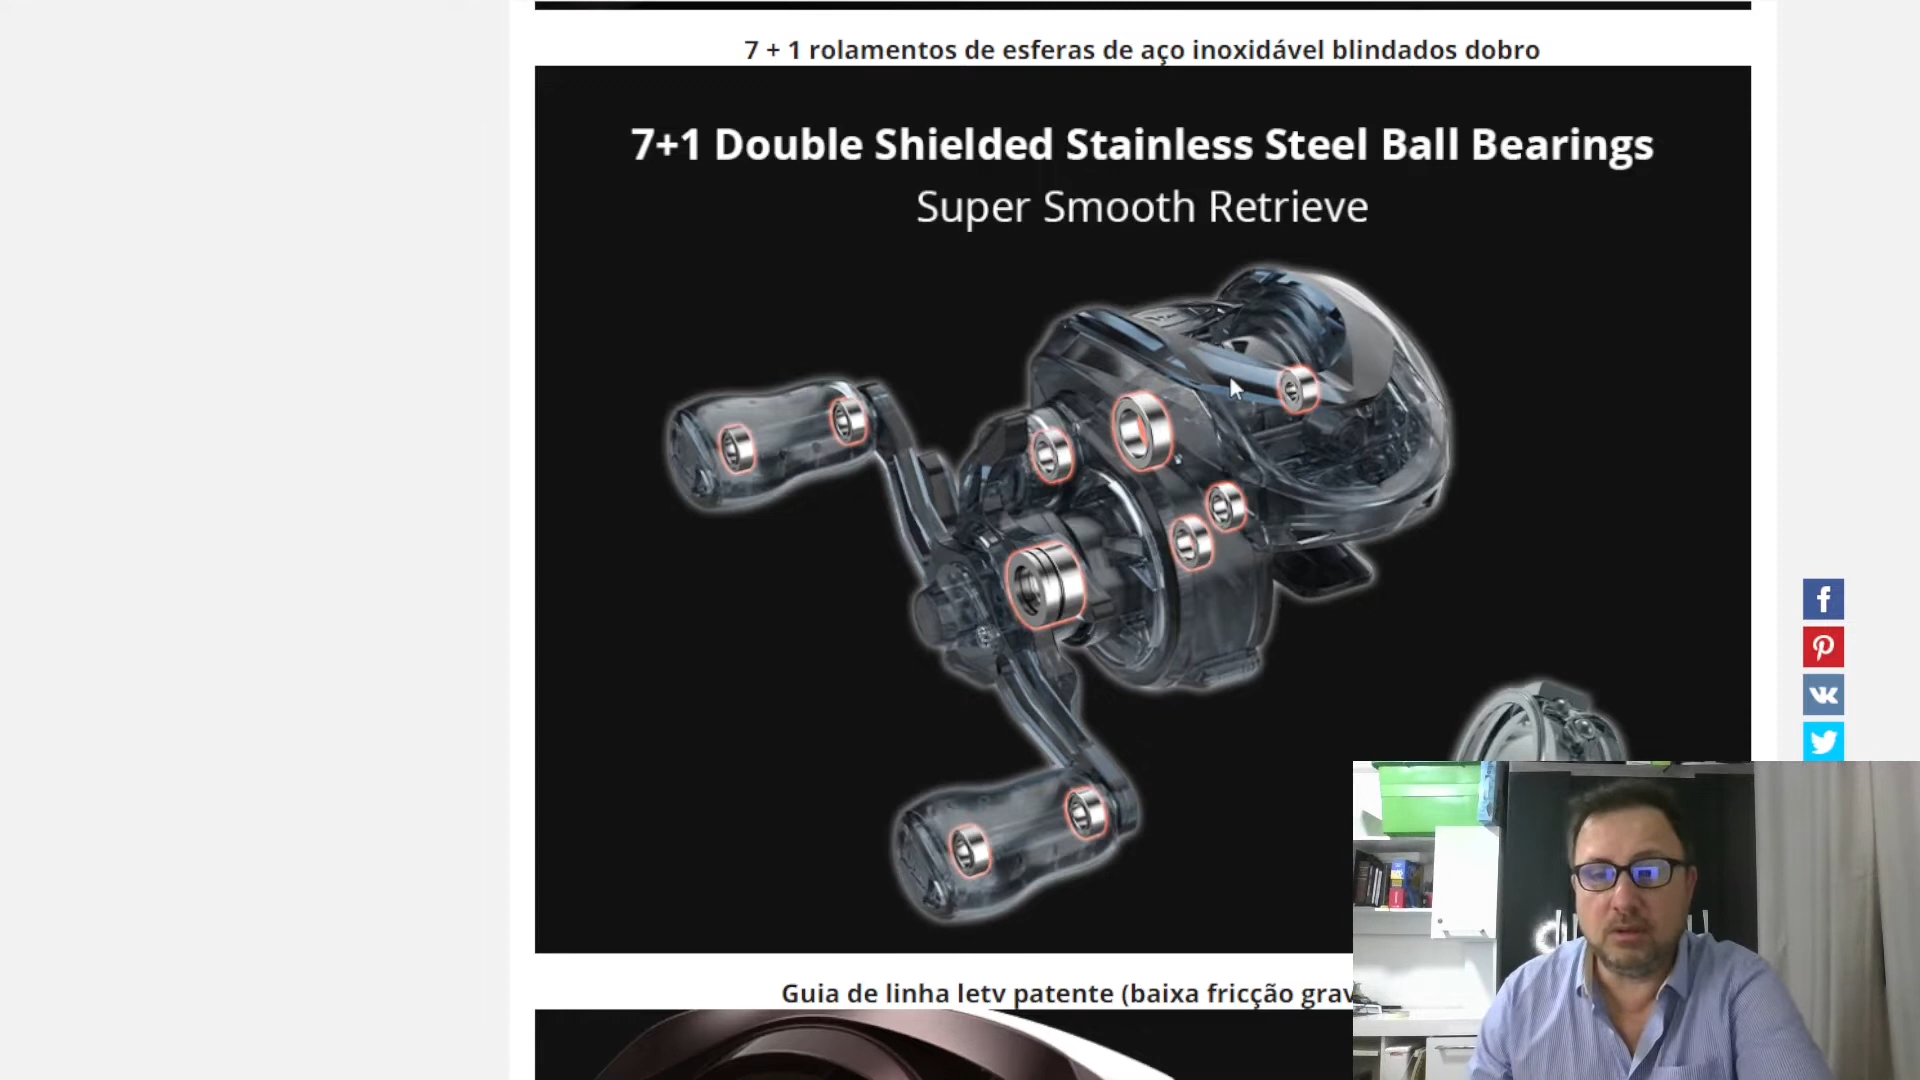 7 + 1 rolamentos de esferas de aço inoxidável blindados dobro
7+1 Double Shielded Stainless Steel Ball Bearings
Super Smooth Retrieve
Guia de linha letv patente (baixa fricção grav